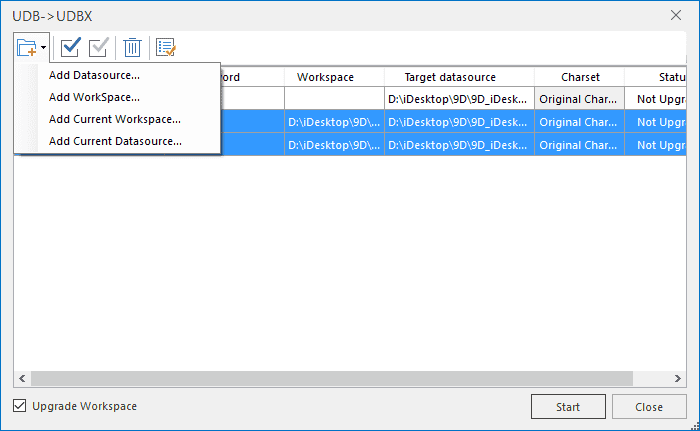 UDB->UDBX
Add Datasource...
Add WorkSpace...
Add Current Workspace...
Add Current Datasource...
ord Workspace Target datasource Charset Statu
D:\iDesktop\9D\9D_iDesk... Original Char... Not Upgr
D:\iDesktop\9D\... D:\iDesktop\9D\9D_iDesk... Original Char... Not Upgr
D:\iDesktop\9D\... D:\iDesktop\9D\9D_iDesk... Original Char... Not Upgr
Upgrade Workspace Start Close